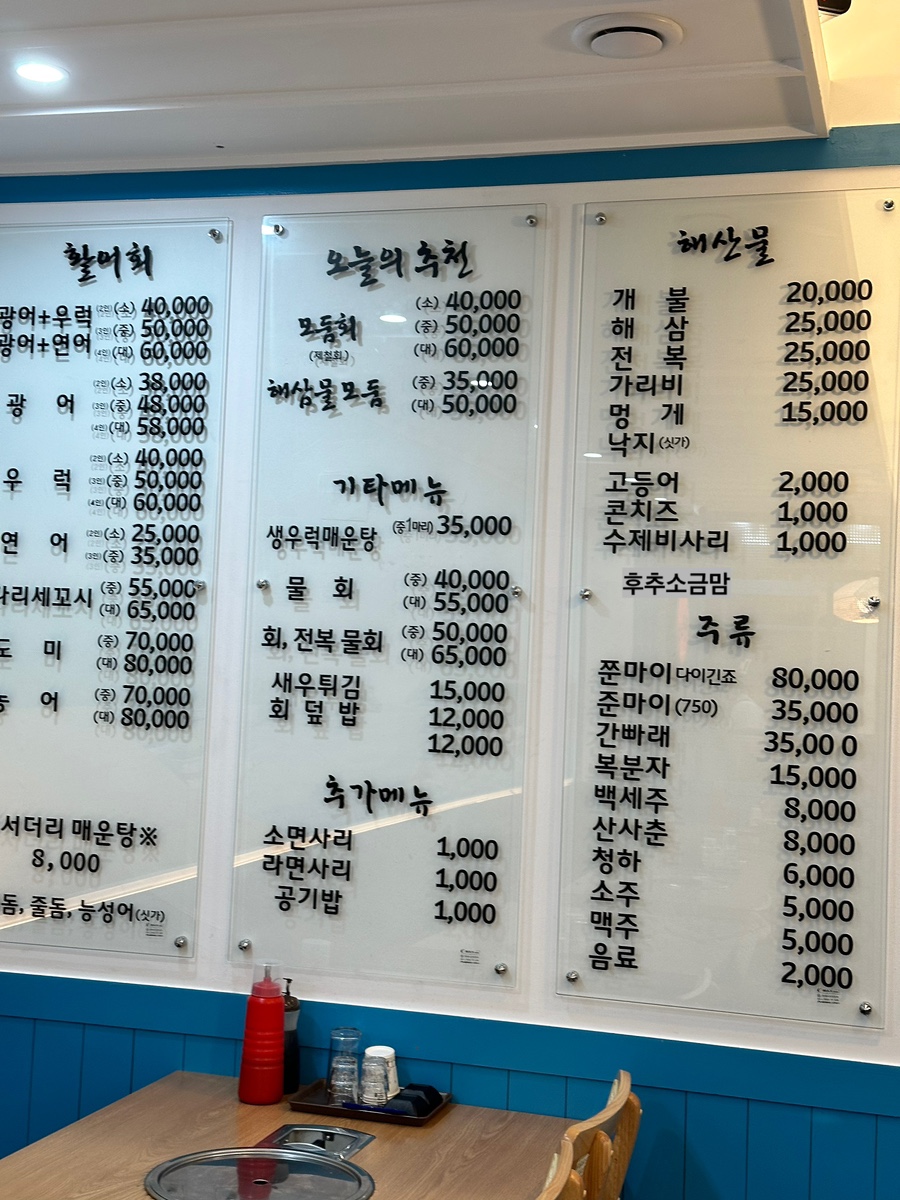 활어회
광어+우럭 (2인)(소) 40,000
(3인)(중) 50,000
광어+연어 (4인)(대) 60,000
광 어 (2인)(소) 38,000
(3인)(중) 48,000
(4인)(대) 58,000
우 럭 (2인)(소) 40,000
(3인)(중) 50,000
(4인)(대) 60,000
연 어 (2인)(소) 25,000
(3인)(중) 35,000
세꼬시 (중) 55,000
(대) 65,000
도 미 (중) 70,000
(대) 80,000
농 어 (중) 70,000
(대) 80,000
서더리 매운탕※
8,000
돔, 줄돔, 능성어(싯가)
오늘의 추천
모둠회 (소) 40,000
(중) 50,000
(제철회) (대) 60,000
해삼물 모둠 (중) 35,000
(대) 50,000
기타메뉴
생우럭매운탕 (중1마리) 35,000
물 회 (중) 40,000
(대) 55,000
회, 전복 물회 (중) 50,000
(대) 65,000
새우튀김 15,000
회 덮 밥 12,000
12,000
추가메뉴
소면사리 1,000
라면사리 1,000
공기밥 1,000
해산물
개 불 20,000
해 삼 25,000
전 복 25,000
가리비 25,000
멍 게 15,000
낙지(싯가)
고등어 2,000
콘치즈 1,000
수제비사리 1,000
후추소금맘
주류
쭌마이 다이긴죠 80,000
준마이(750) 35,000
간빠래 35,00 0
복분자 15,000
백세주 8,000
산사춘 8,000
청하 6,000
소주 5,000
맥주 5,000
음료 2,000